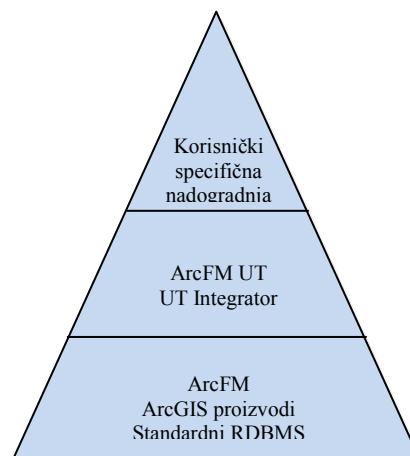 Korisnički
specifična
nadogradnja
ArcFM UT
UT Integrator
ArcFM
ArcGIS proizvodi
Standardni RDBMS